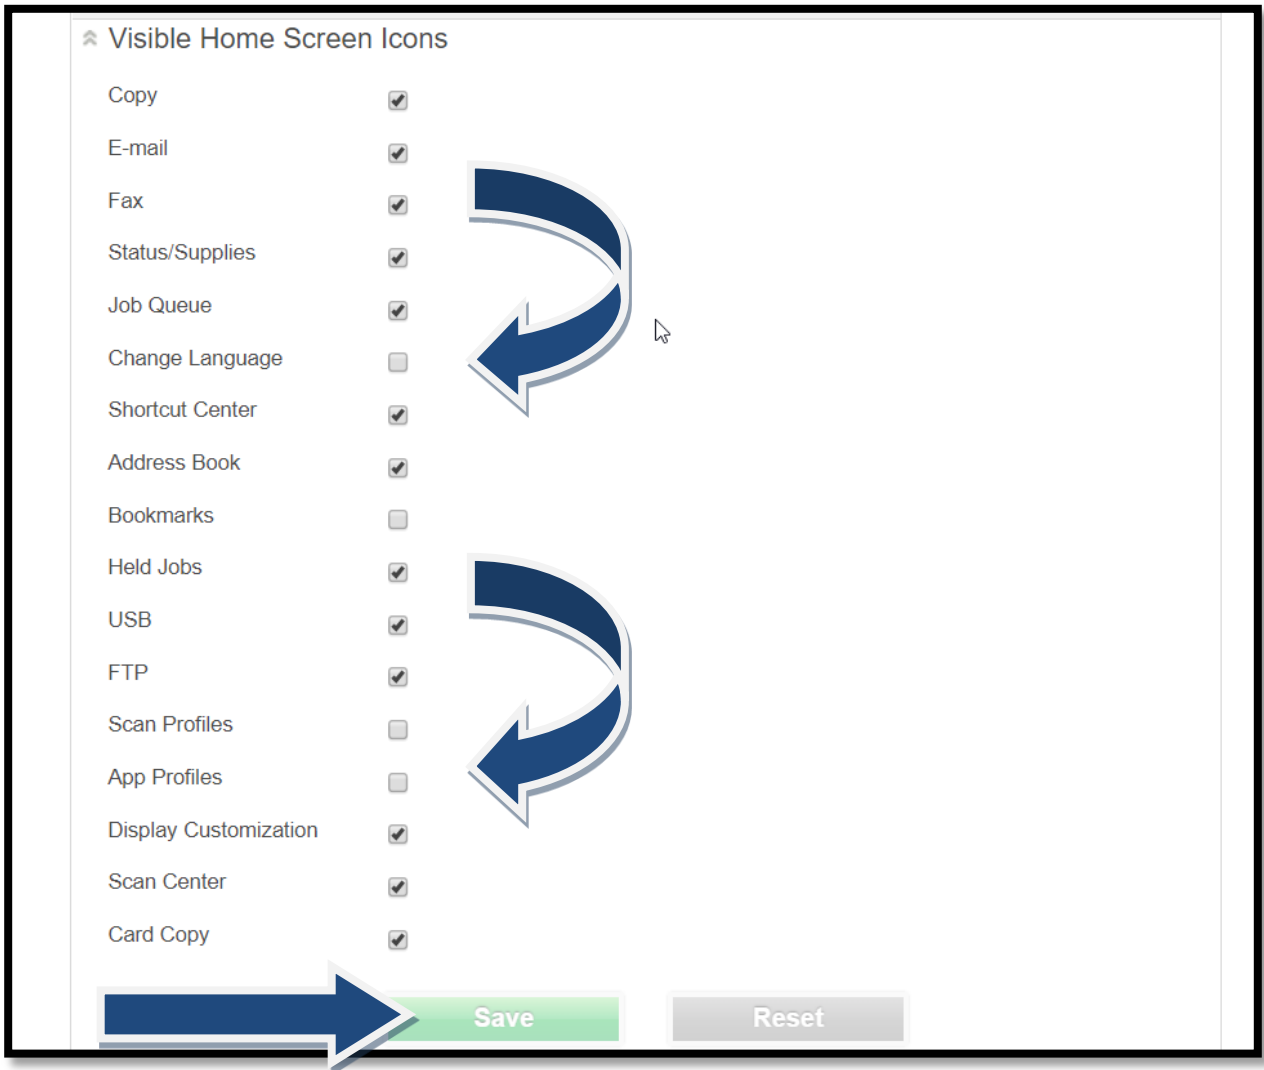 Visible Home Screen Icons
Copy
E-mail
Fax
Status/Supplies
Job Queue
Change Language
Shortcut Center
Address Book
Bookmarks
Held Jobs
USB
FTP
Scan Profiles
App Profiles
Display Customization
Scan Center
Card Copy
Save Reset